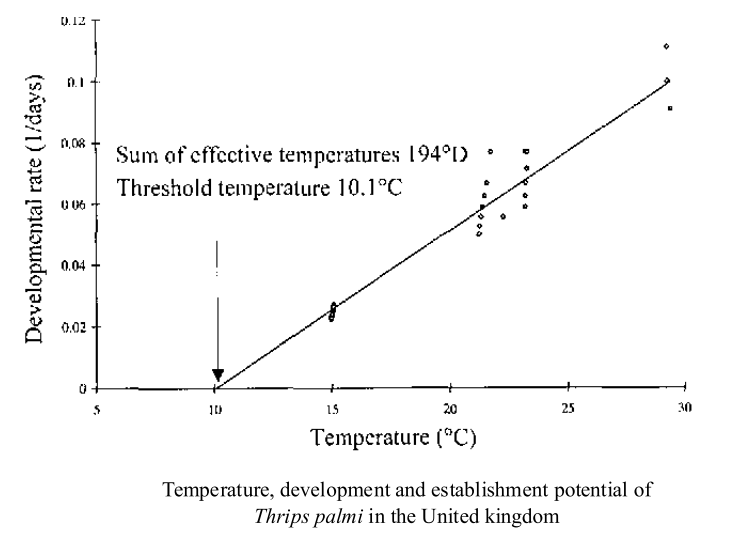 0.12
0.1
0.08
0.06
0.04
0.02
0
Developmental rate (1/days)
Sum of effective temperatures 194°D
Threshold temperature 10.1°C
5 10 15 20 25 30
Temperature (°C)
Temperature, development and establishment potential of
Thrips palmi in the United kingdom